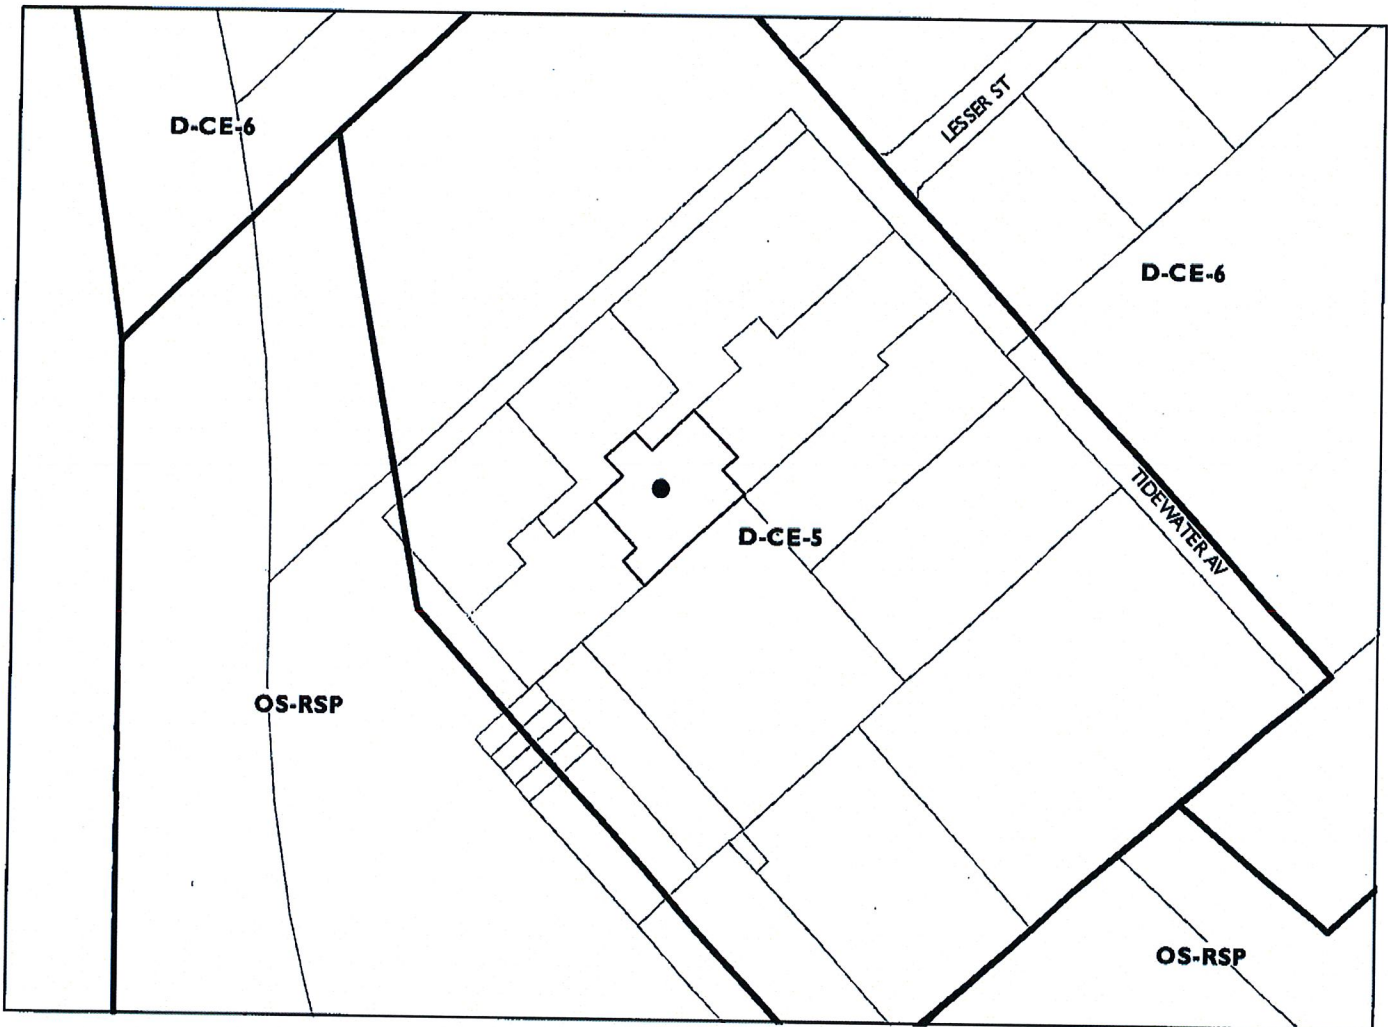 LESSER ST
D-CE-6
D-CE-6
D-CE-5
TIDEWATER AV
OS-RSP
OS-RSP